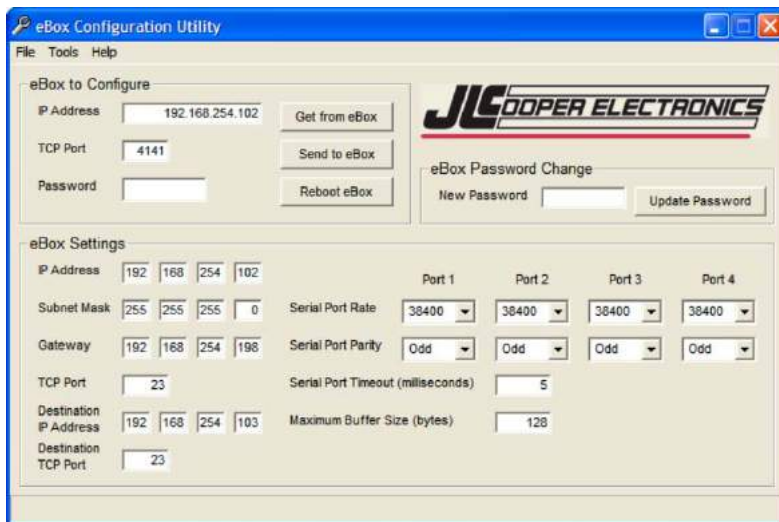 eBox Configuration Utility
File Tools Help
eBox to Configure
IP Address 192.168.254.102 Get from eBox
TCP Port 4141 Send to eBox
Password Reboot eBox
JLCOOPER ELECTRONICS
eBox Password Change
New Password Update Password
eBox Settings
IP Address 192 168 254 102
Port 1 Port 2 Port 3 Port 4
Subnet Mask 255 255 255 0 Serial Port Rate 38400 38400 38400 38400
Gateway 192 168 254 198 Serial Port Parity Odd Odd Odd Odd
TCP Port 23 Serial Port Timeout (miliseconds) 5
Destination
IP Address 192 168 254 103 Maximum Buffer Size (bytes) 128
Destination
TCP Port 23